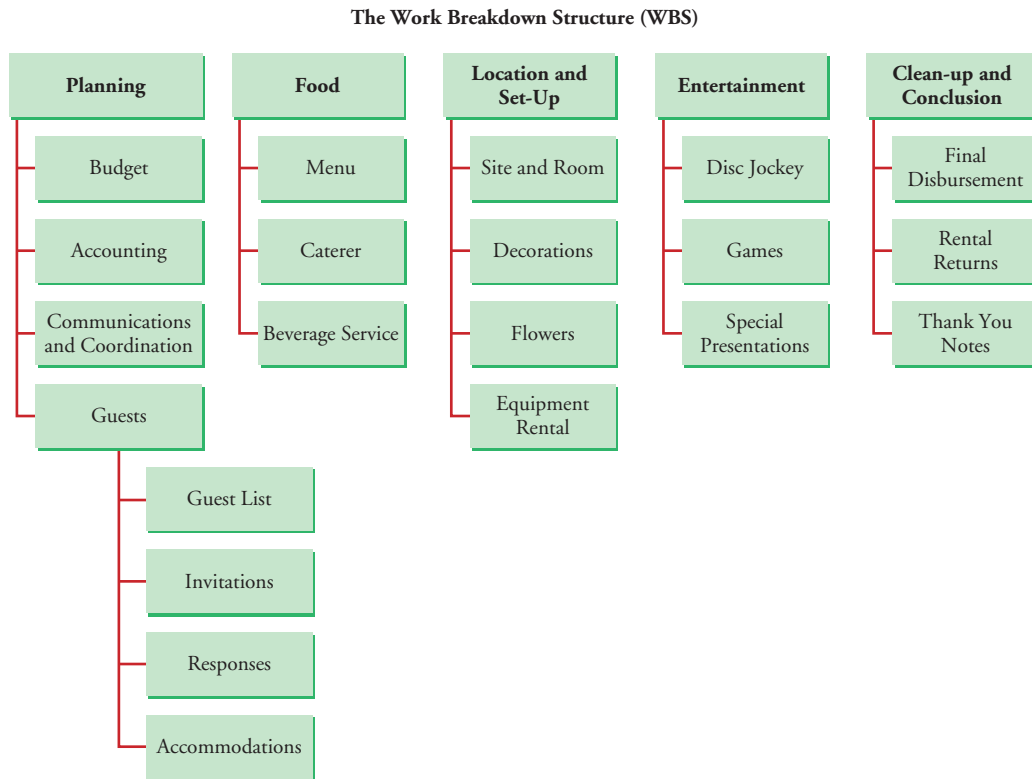 The Work Breakdown Structure (WBS)
Planning
Budget
Accounting
Communications
and Coordination
Guests
Guest List
Invitations
Responses
Accommodations
Food
Menu
Caterer
Beverage Service
Location and
Set-Up
Site and Room
Decorations
Flowers
Equipment
Rental
Entertainment
Disc Jockey
Games
Special
Presentations
Clean-up and
Conclusion
Final
Disbursement
Rental
Returns
Thank You
Notes